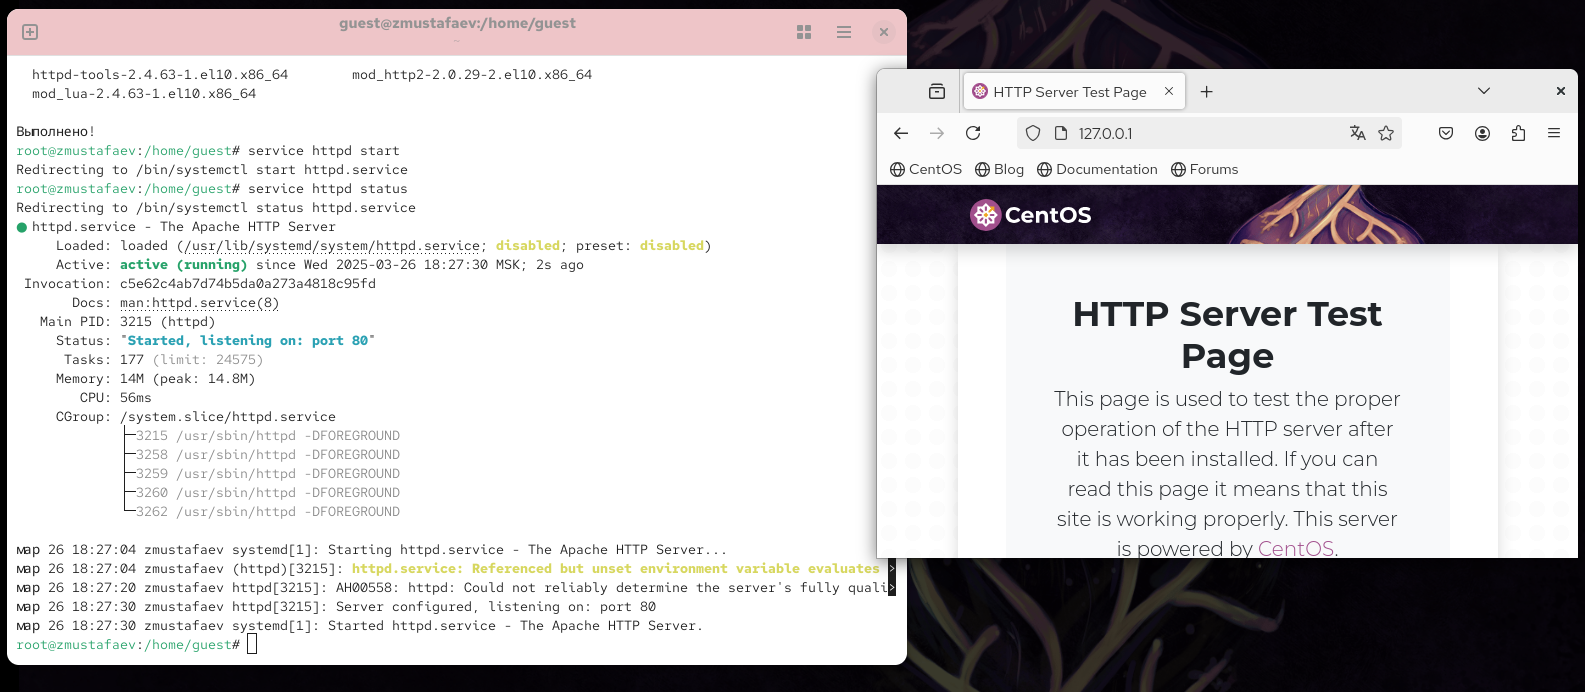 guest@zmustafaev:/home/guest
~
httpd-tools-2.4.63-1.el10.x86_64        mod_http2-2.0.29-2.el10.x86_64
mod_lua-2.4.63-1.el10.x86_64
Выполнено!
root@zmustafaev:/home/guest# service httpd start
Redirecting to /bin/systemctl start httpd.service
root@zmustafaev:/home/guest# service httpd status
Redirecting to /bin/systemctl status httpd.service
● httpd.service - The Apache HTTP Server
Loaded: loaded (/usr/lib/systemd/system/httpd.service; disabled; preset: disabled)
Active: active (running) since Wed 2025-03-26 18:27:30 MSK; 2s ago
Invocation: c5e62c4ab7d74b5da0a273a4818c95fd
Docs: man:httpd.service(8)
Main PID: 3215 (httpd)
Status: "Started, listening on: port 80"
Tasks: 177 (limit: 24575)
Memory: 14M (peak: 14.8M)
CPU: 56ms
CGroup: /system.slice/httpd.service
├─3215 /usr/sbin/httpd -DFOREGROUND
├─3258 /usr/sbin/httpd -DFOREGROUND
├─3259 /usr/sbin/httpd -DFOREGROUND
├─3260 /usr/sbin/httpd -DFOREGROUND
└─3262 /usr/sbin/httpd -DFOREGROUND
мар 26 18:27:04 zmustafaev systemd[1]: Starting httpd.service - The Apache HTTP Server...
мар 26 18:27:04 zmustafaev (httpd)[3215]: httpd.service: Referenced but unset environment variable evaluates >
мар 26 18:27:20 zmustafaev httpd[3215]: AH00558: httpd: Could not reliably determine the server's fully quali>
мар 26 18:27:30 zmustafaev httpd[3215]: Server configured, listening on: port 80
мар 26 18:27:30 zmustafaev systemd[1]: Started httpd.service - The Apache HTTP Server.
root@zmustafaev:/home/guest#
HTTP Server Test Page
127.0.0.1
CentOS Blog Documentation Forums
CentOS
HTTP Server Test
Page
This page is used to test the proper
operation of the HTTP server after
it has been installed. If you can
read this page it means that this
site is working properly. This server
is powered by CentOS.